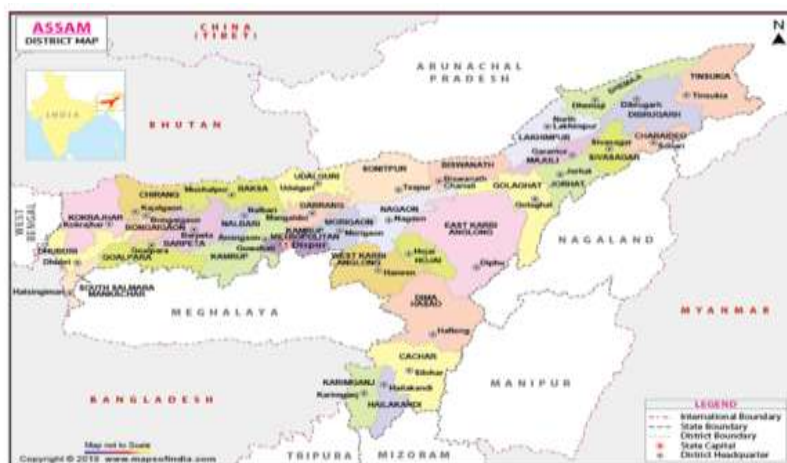 ASSAM
DISTRICT MAP
CHINA
(TIBET)
N
ARUNACHAL
PRADESH
INDIA
BHUTAN
WEST
BENGAL
DHEMAJI
Dhemaji
TINSUKIA
Tinsukia
Dibrugarh
DIBRUGARH
North
Lakhimpur
LAKHIMPUR
CHARAIDEO
Sonari
Sivasagar
SIVASAGAR
Garamur
MAJULI
Jorhat
JORHAT
GOLAGHAT
Golaghat
BISWANATH
Biswanath
Chariali
SONITPUR
Tezpur
UDALGURI
Udalguri
BAKSA
Mushalpur
CHIRANG
Kajalgaon
KOKRAJHAR
Kokrajhar
Bongaigaon
BONGAIGAON
Barpeta
BARPETA
NALBARI
Nalbari
DARRANG
Mangaldoi
Amingaon
Guwahati
KAMRUP
METROPOLITAN
Dispur
KAMRUP
MORIGAON
Morigaon
NAGAON
Nagaon
EAST KARBI
ANGLONG
Diphu
WEST KARBI
ANGLONG
Hamren
Hojai
HOJAI
DHUBURI
Dhubri
GOALPARA
Goalpara
Hatsingimari
SOUTH SALMARA
MANKACHAR
MEGHALAYA
NAGALAND
MYANMAR
DIMA
HASAO
Haflong
CACHAR
Silchar
KARIMGANJ
Karimganj
Hailakandi
HAILAKANDI
MANIPUR
BANGLADESH
TRIPURA
MIZORAM
Map not to Scale
Copyright © 2018 www.mapsofindia.com
LEGEND
International Boundary
State Boundary
District Boundary
State Capital
District Headquarter